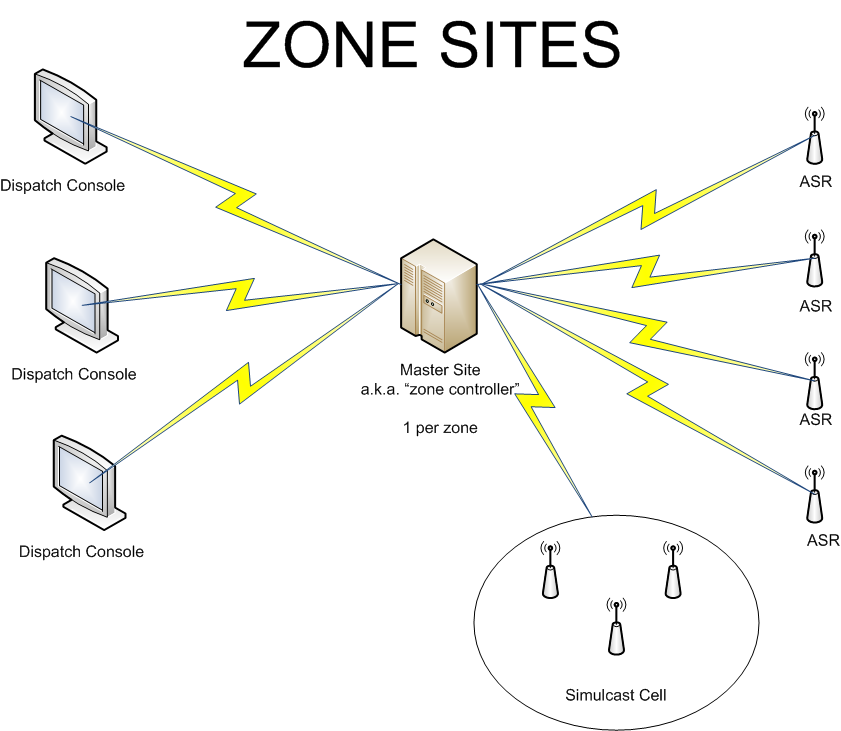 ZONE SITES
Dispatch Console
Dispatch Console
Dispatch Console
Master Site
a.k.a. “zone controller”
1 per zone
ASR
ASR
ASR
ASR
Simulcast Cell